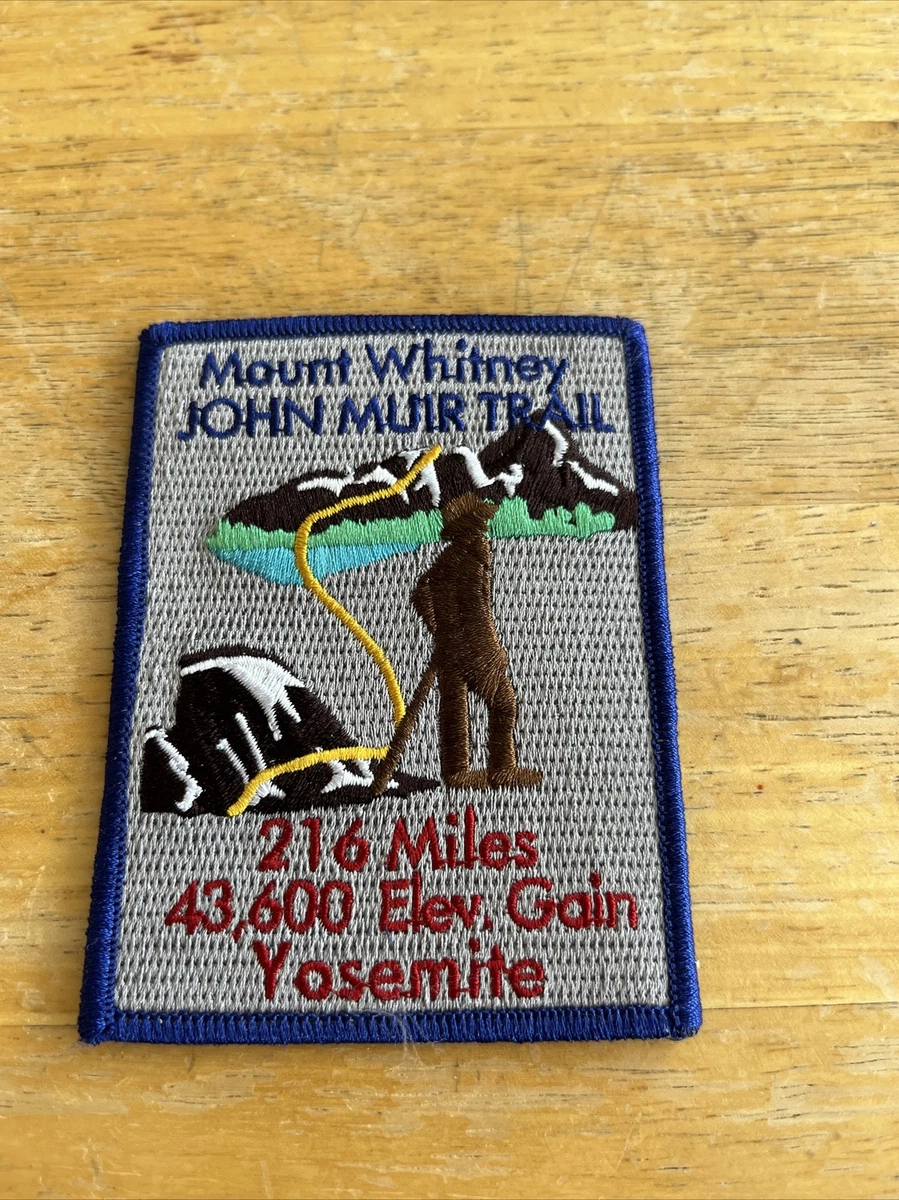 Mount Whitney
JOHN MUIR TRAIL
216 Miles
43,600 Elev. Gain
Yosemite